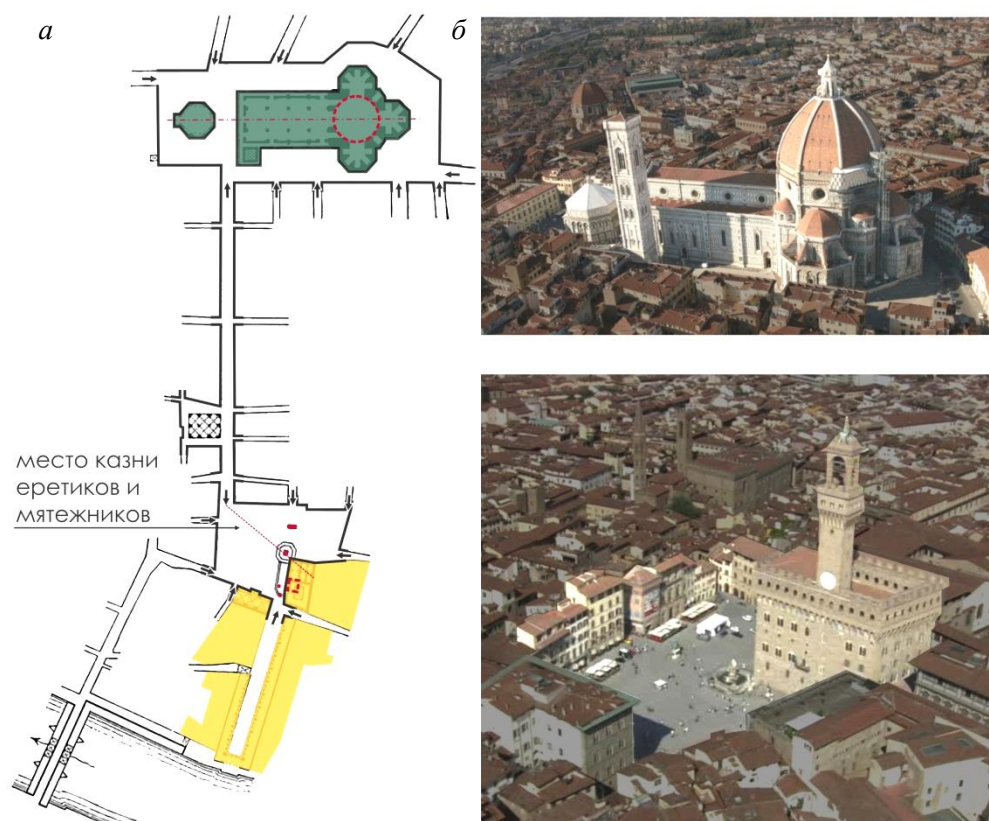 а
б
место казни
еретиков и
мятежников